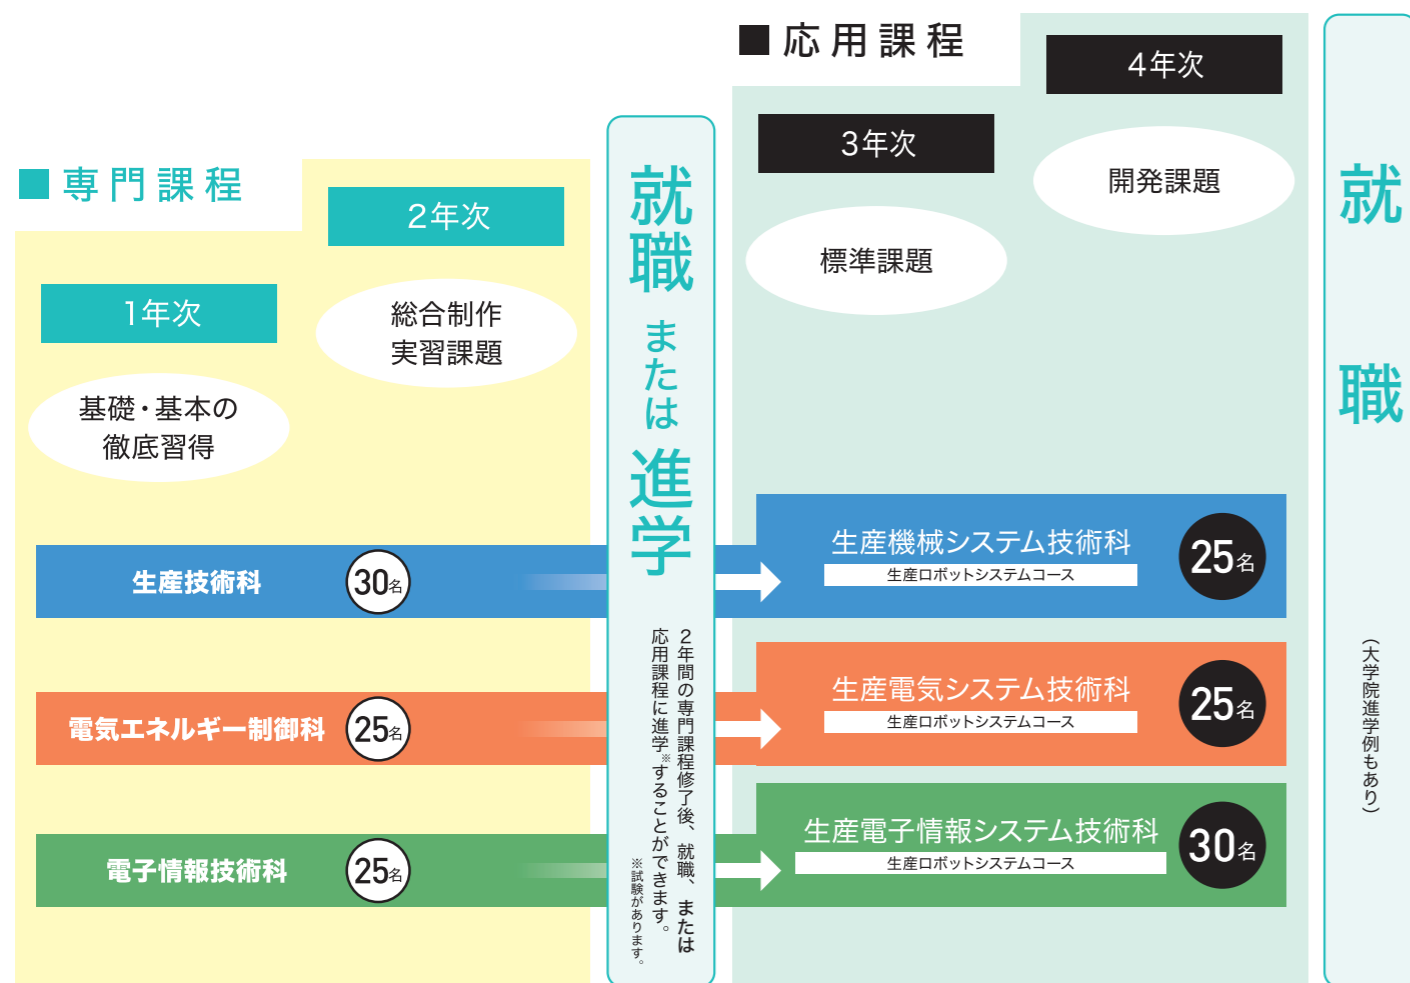 ■専門課程
1年次
基礎・基本の
徹底習得
2年次
総合制作
実習課題
生産技術科
30名
電気エネルギー制御科
25名
電子情報技術科
25名
就職
または
進学
2年間の専門課程修了後、就職、または
応用課程に進学※することができます。
※試験があります。
■応用課程
3年次
標準課題
4年次
開発課題
生産機械システム技術科
生産ロボットシステムコース
25名
生産電気システム技術科
生産ロボットシステムコース
25名
生産電子情報システム技術科
生産ロボットシステムコース
30名
就職
（大学院進学例もあり）